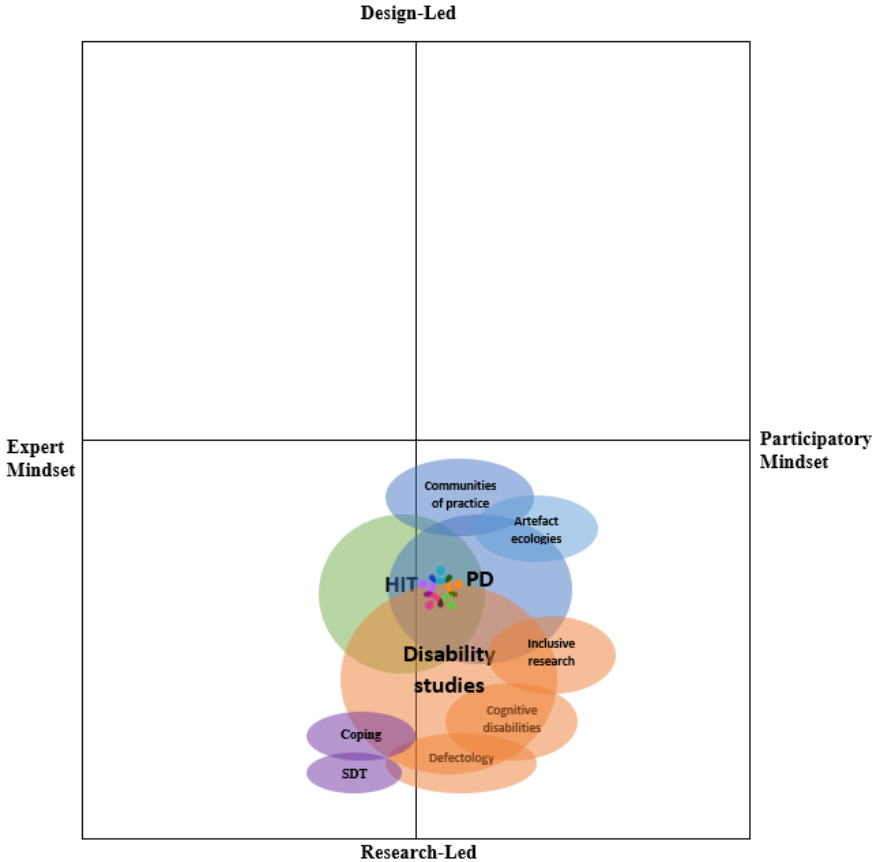 Design-Led
Expert
Mindset
Participatory
Mindset
Communities
of practice
Artefact
ecologies
HIT
PD
Disability
studies
Inclusive
research
Cognitive
disabilities
Coping
Defectology
SDT
Research-Led